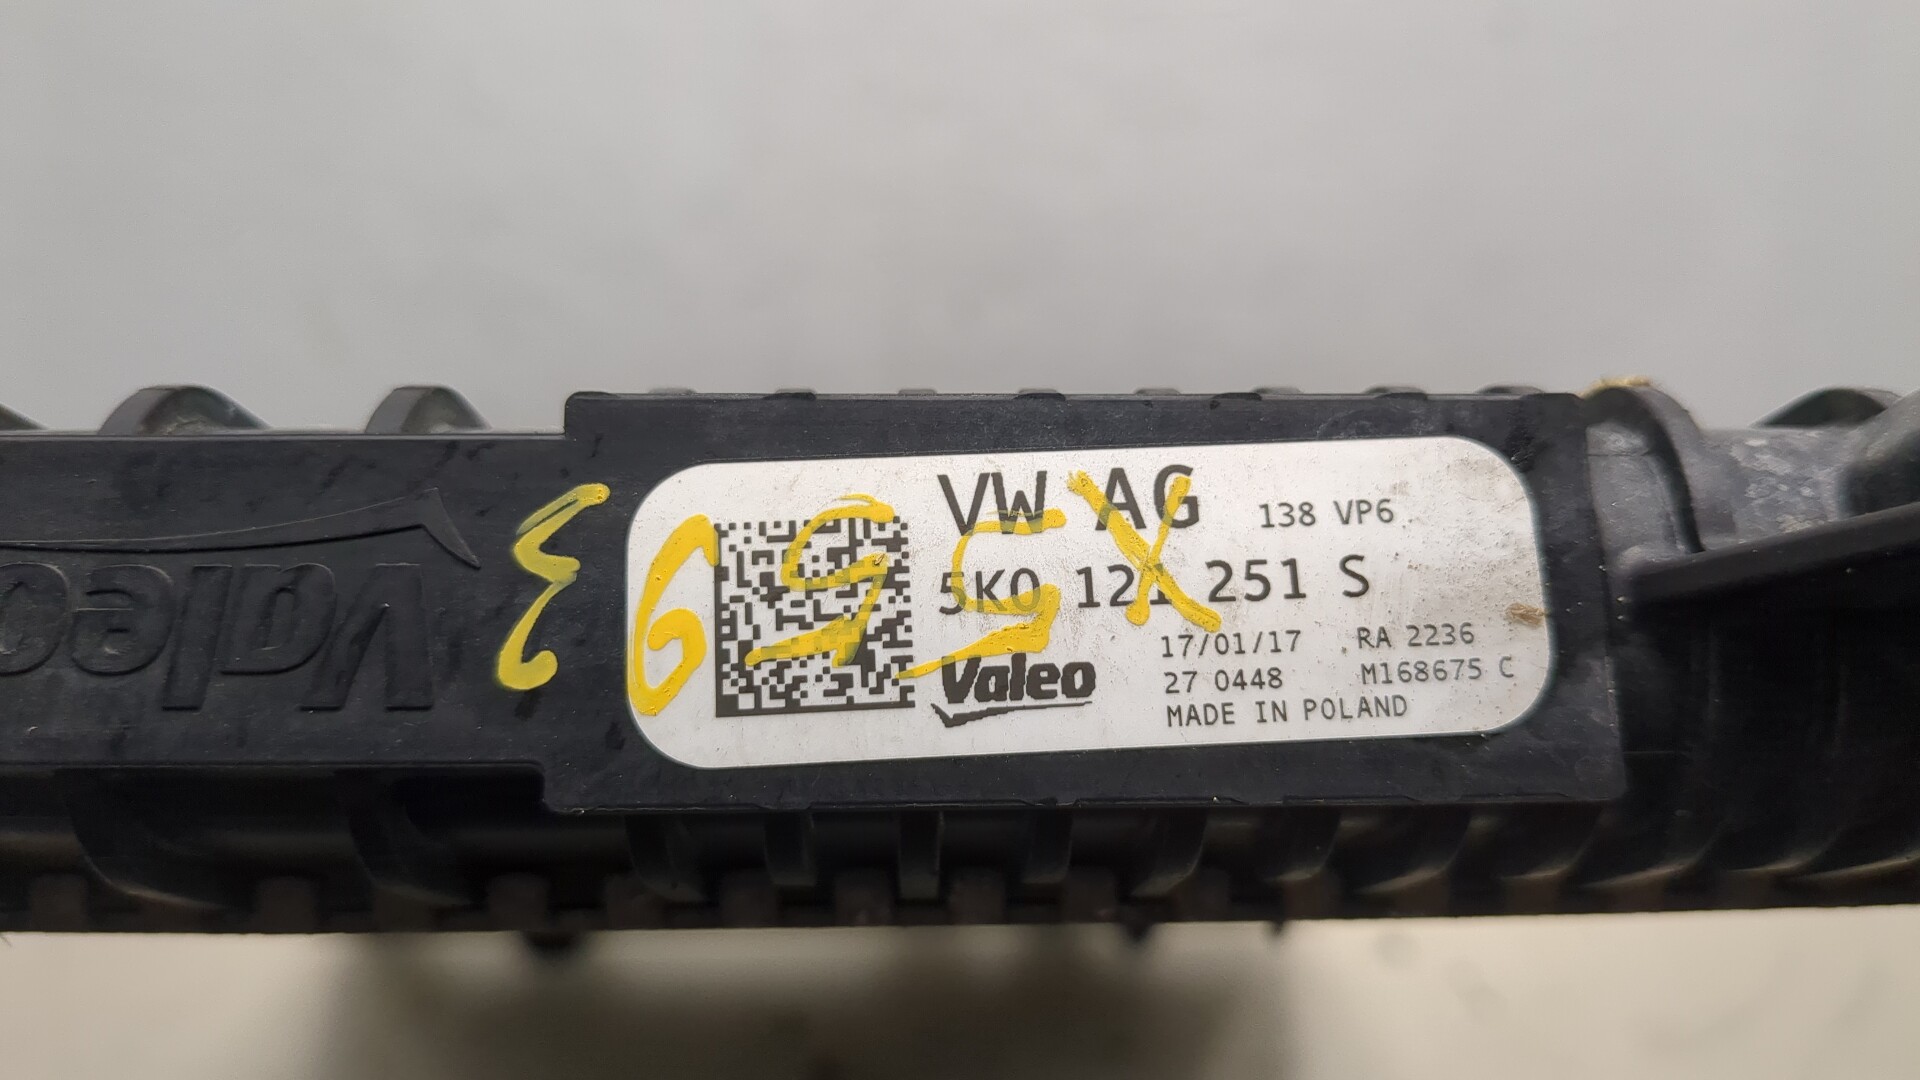 VW AG 138 VP6
5K0 121 251 S
17/01/17 RA 2236
Valeo 27 0448 M168675 C
MADE IN POLAND
Valeo